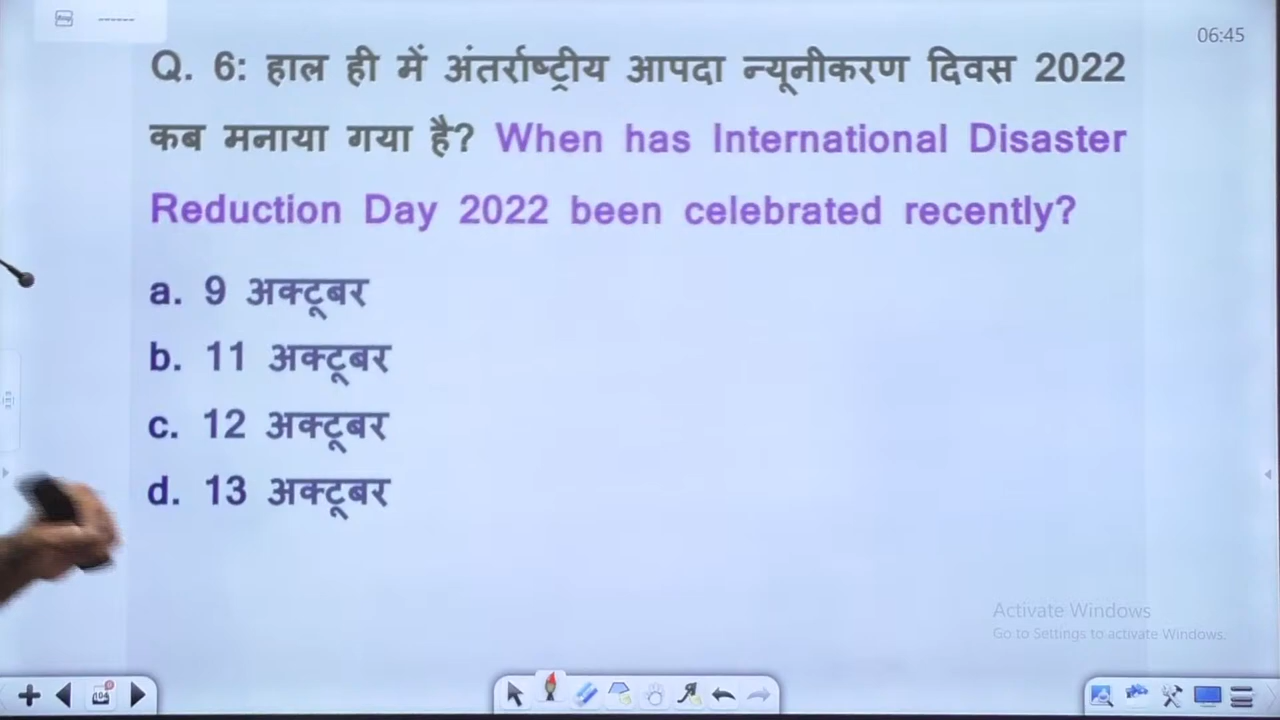 06:45
Q. 6: हाल ही में अंतर्राष्ट्रीय आपदा न्यूनीकरण दिवस 2022
कब मनाया गया है? When has International Disaster
Reduction Day 2022 been celebrated recently?
a. 9 अक्टूबर
b. 11 अक्टूबर
c. 12 अक्टूबर
d. 13 अक्टूबर
Activate Windows
Go to Settings to activate Windows.
104